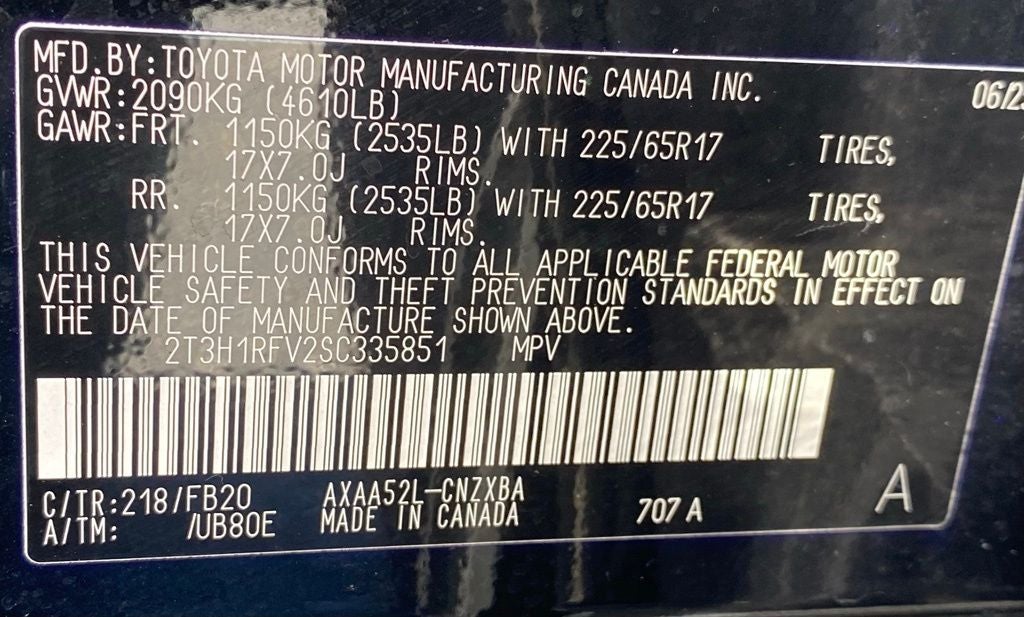 MFD.BY:TOYOTA MOTOR MANUFACTURING CANADA INC.
GVWR:2090KG (4610LB)
GAWR:FRT. 1150KG (2535LB) WITH 225/65R17 TIRES,
17X7.0J RIMS.
RR. 1150KG (2535LB) WITH 225/65R17 TIRES,
17X7.0J RIMS.
THIS VEHICLE CONFORMS TO ALL APPLICABLE FEDERAL MOTOR
VEHICLE SAFETY AND THEFT PREVENTION STANDARDS IN EFFECT ON
THE DATE OF MANUFACTURE SHOWN ABOVE.
2T3H1RFV2SC335851 MPV
C/TR:218/FB20 AXAA52L-CNZXBA
A/TM: /UB80E MADE IN CANADA 707 A A